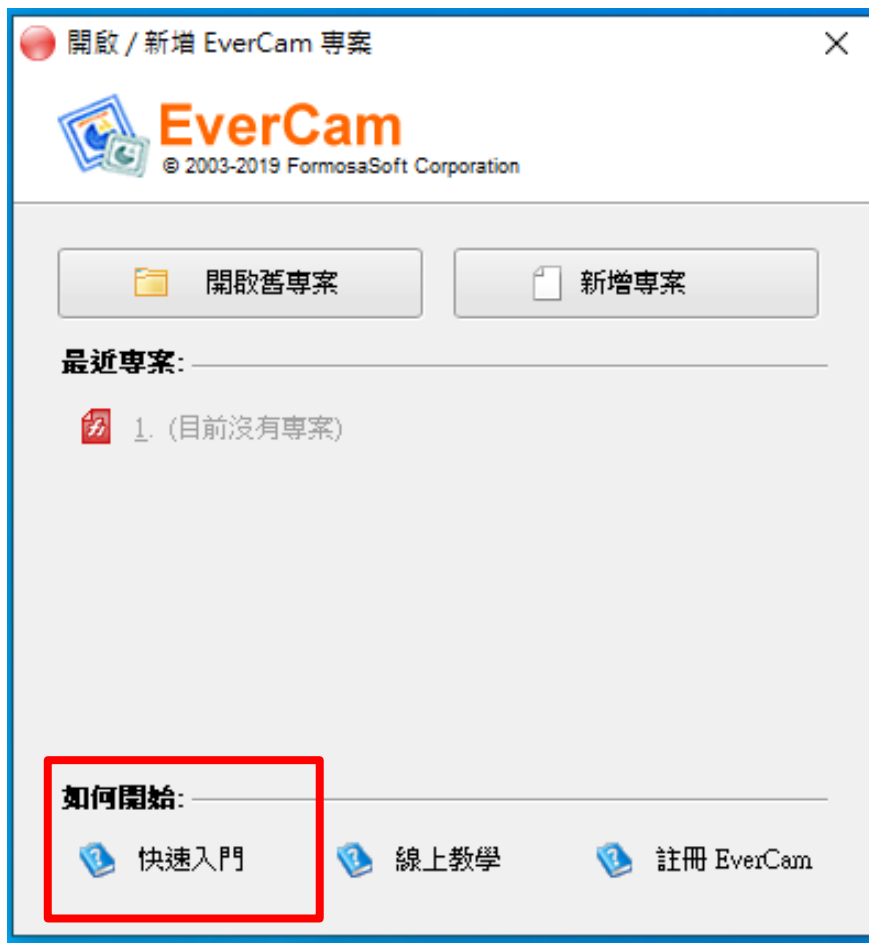 開啟 / 新增 EverCam 專案
EverCam
© 2003-2019 FormosaSoft Corporation
開啟舊專案 新增專案
最近專案:
1. (目前沒有專案)
如何開始:
快速入門 線上教學 註冊 EverCam